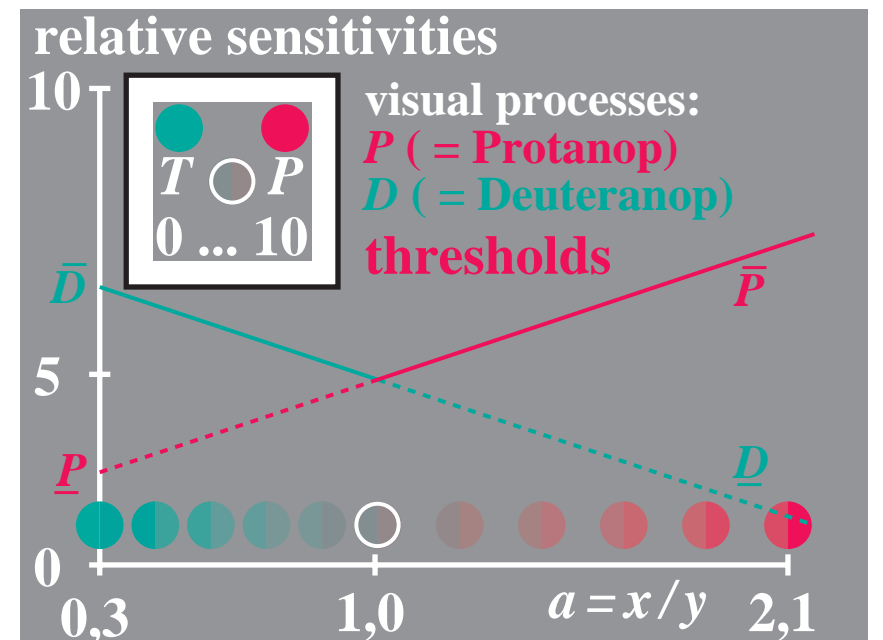 relative sensitivities
10
visual processes:
P ( = Protanop)
T P
D ( = Deuteranop)
0 ... 10
thresholds
D̅
P̅
5
P̲
D̲
0
0,3 1,0 a = x / y 2,1